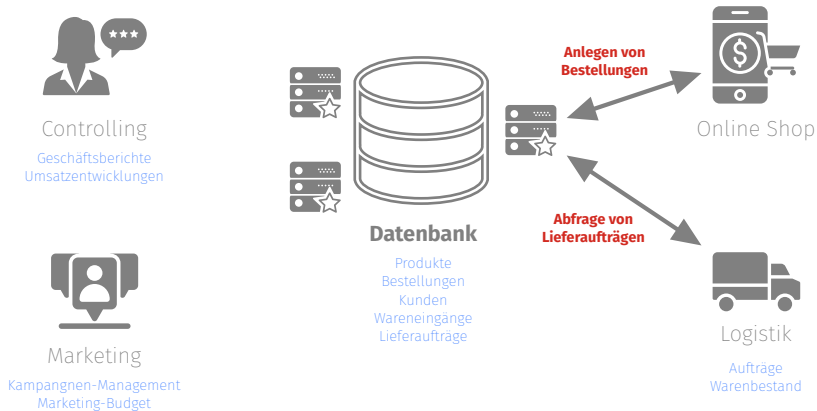 Controlling
Geschäftsberichte
Umsatzentwicklungen
Marketing
Kampangnen-Management
Marketing-Budget
Datenbank
Produkte
Bestellungen
Kunden
Wareneingänge
Lieferaufträge
Anlegen von
Bestellungen
Abfrage von
Lieferaufträgen
Online Shop
Logistik
Aufträge
Warenbestand